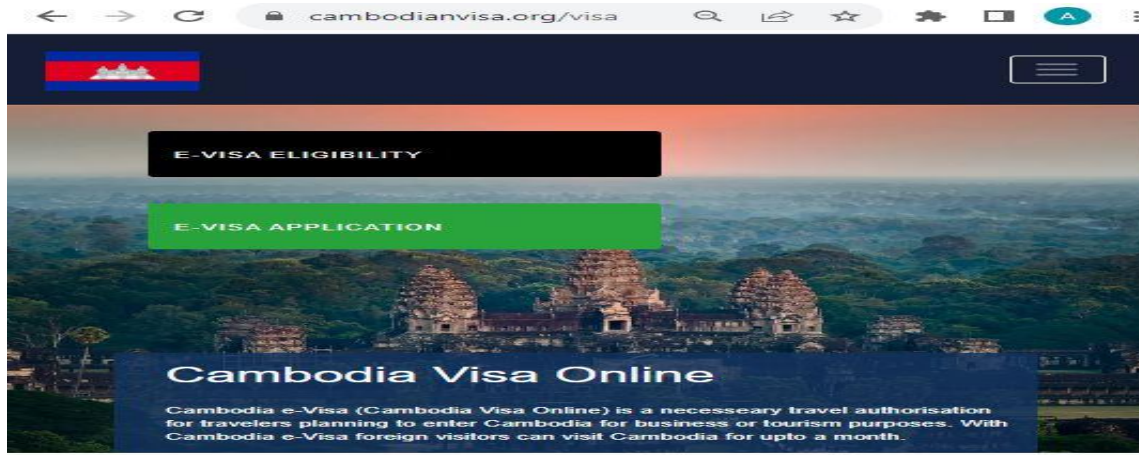 cambodianvisa.org/visa
A
E-VISA ELIGIBILITY
E-VISA APPLICATION
Cambodia Visa Online
Cambodia e-Visa (Cambodia Visa Online) is a necesseary travel authorisation
for travelers planning to enter Cambodia for business or tourism purposes. With
Cambodia e-Visa foreign visitors can visit Cambodia for upto a month.